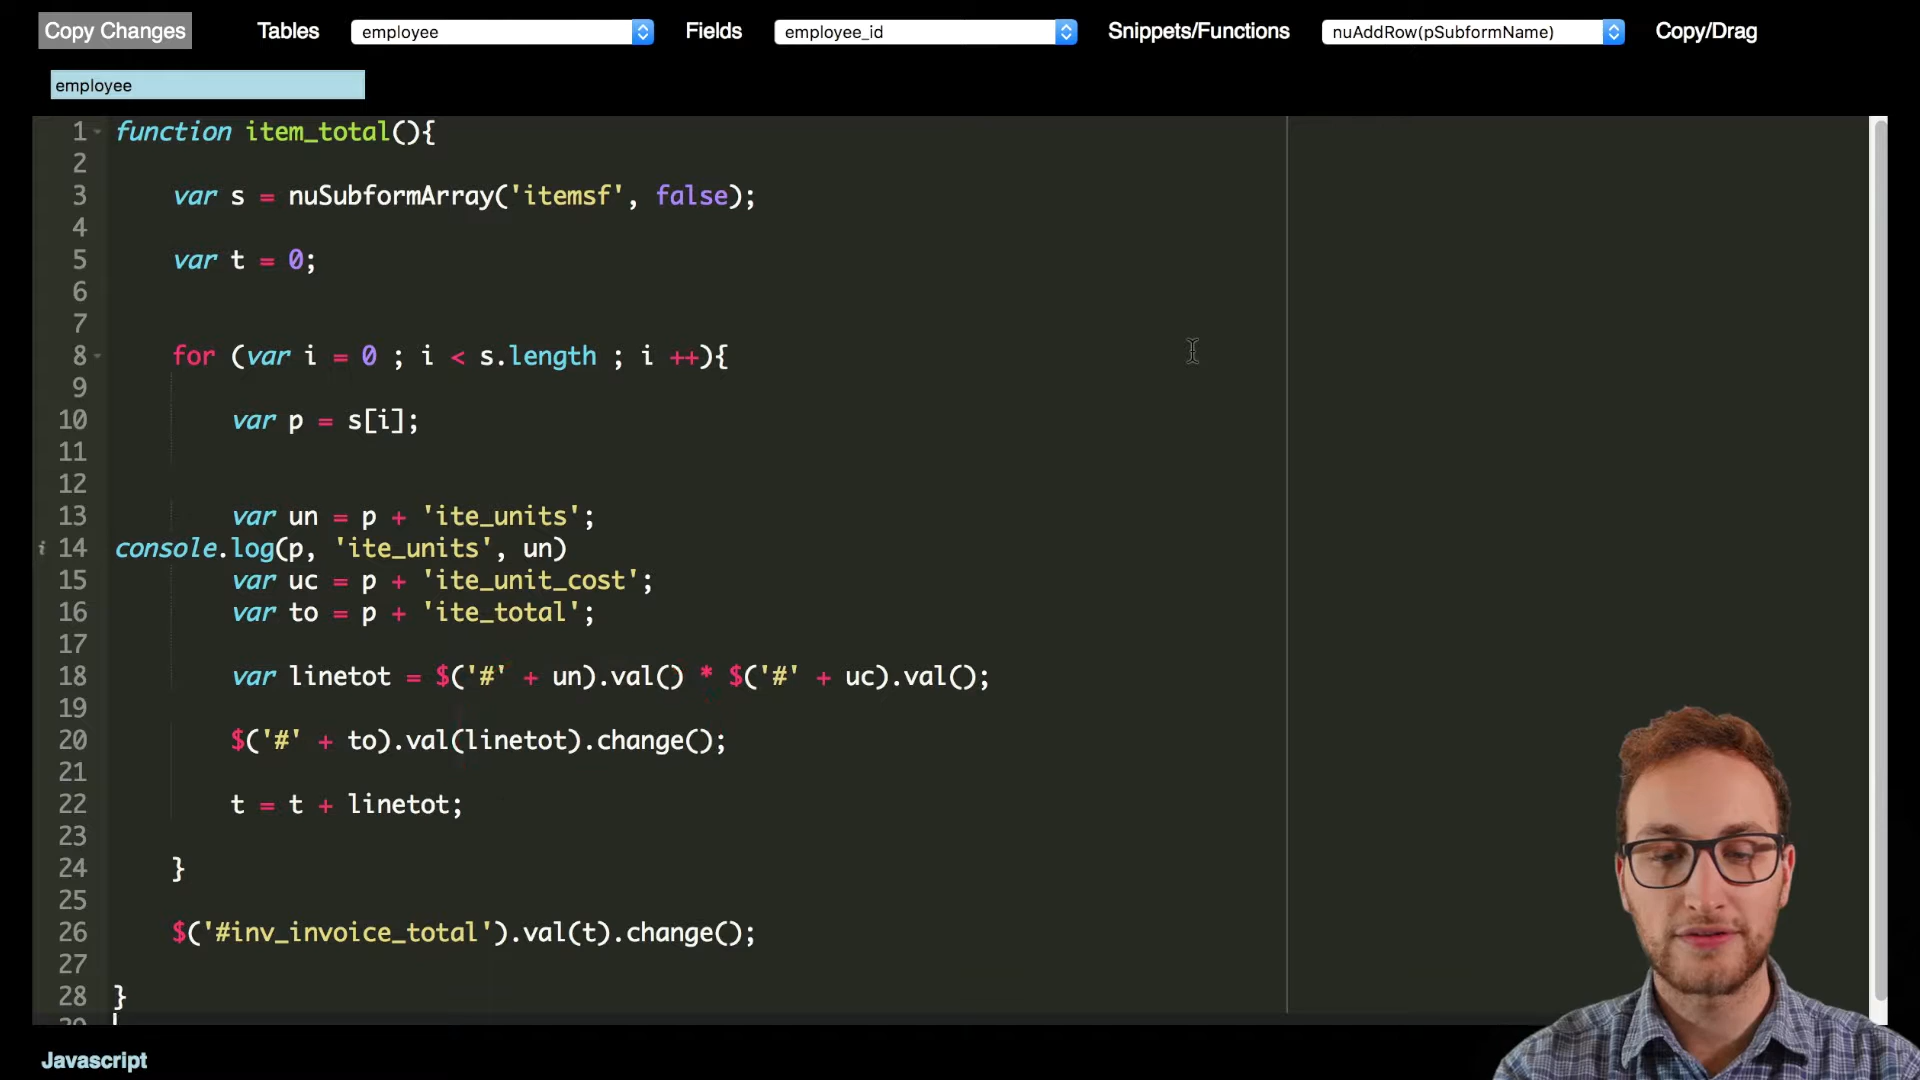 Copy Changes Tables employee Fields employee_id Snippets/Functions nuAddRow(pSubformName) Copy/Drag
employee
1 function item_total(){
2
3 var s = nuSubformArray('itemsf', false);
4
5 var t = 0;
6
7
8 for (var i = 0 ; i < s.length ; i ++){
9
10 var p = s[i];
11
12
13 var un = p + 'ite_units';
14 console.log(p, 'ite_units', un)
15 var uc = p + 'ite_unit_cost';
16 var to = p + 'ite_total';
17
18 var linetot = $('#' + un).val() * $('#' + uc).val();
19
20 $('#' + to).val(linetot).change();
21
22 t = t + linetot;
23
24 }
25
26 $('#inv_invoice_total').val(t).change();
27
28 }
Javascript